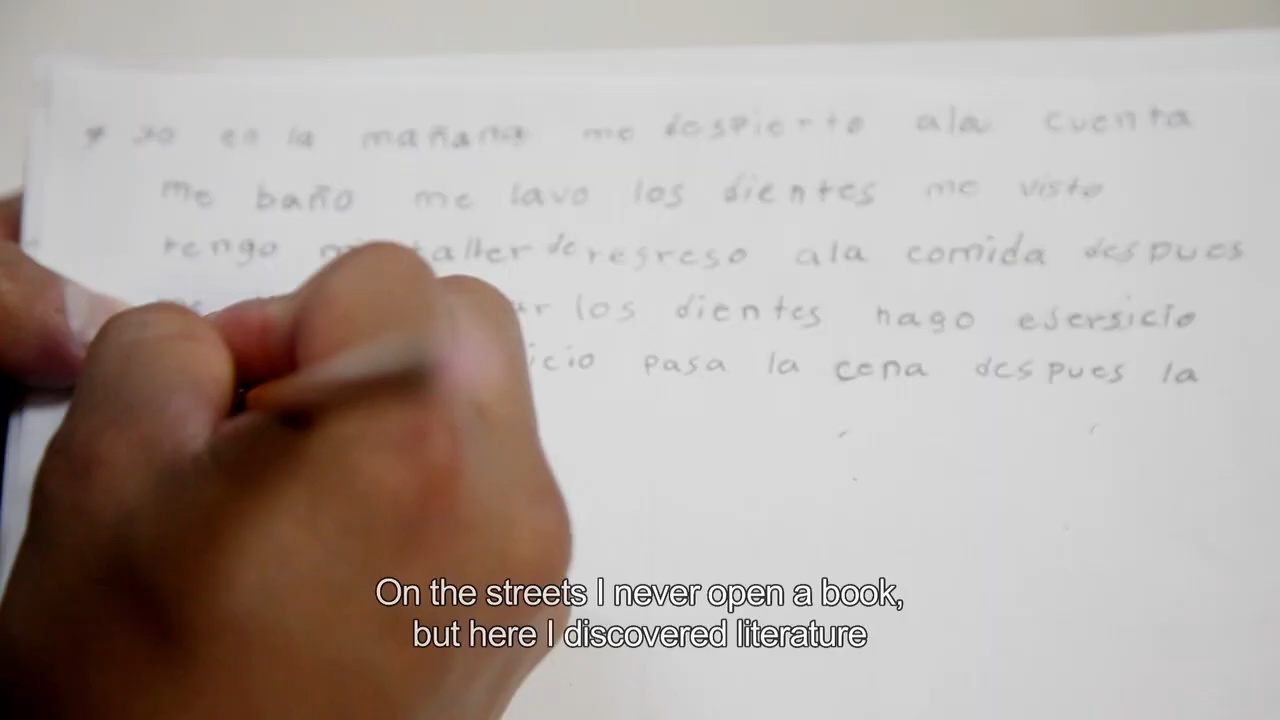 yo en la mañana me despierto ala cuenta
me baño me lavo los dientes me visto
tengo taller de regreso ala comida despues
me los dientes hago esersicio
pasa la cena despues la
On the streets I never open a book,
but here I discovered literature